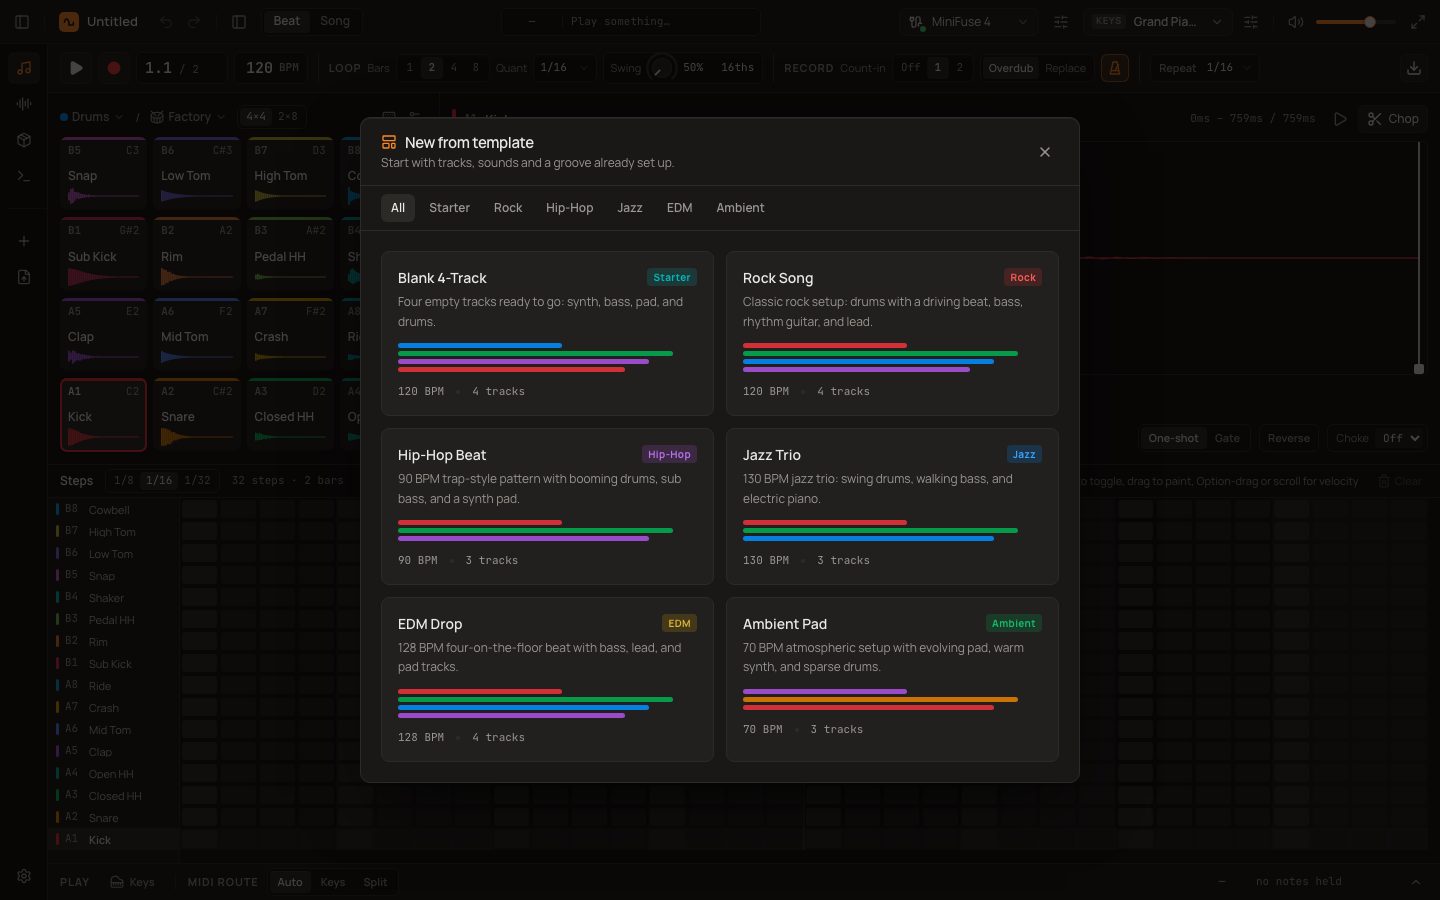 Untitled
Beat
Song
–
Play something…
MiniFuse 4
KEYS
Grand Pia…
1.1 / 2
120 BPM
LOOP
Bars
1
2
4
8
Quant
1/16
Swing
50%
16ths
RECORD
Count-in
Off
1
2
Overdub
Replace
Repeat
1/16
Drums
/
Factory
4×4
2×8
0ms – 759ms / 759ms
Chop
B5
C3
Snap
B6
C#3
Low Tom
B7
D3
High Tom
B8
B1
G#2
Sub Kick
B2
A2
Rim
B3
A#2
Pedal HH
B4
A5
E2
Clap
A6
F2
Mid Tom
A7
F#2
Crash
A8
A1
C2
Kick
A2
C#2
Snare
A3
D2
Closed HH
A4
One-shot
Gate
Reverse
Choke
Off
Steps
1/8
1/16
1/32
32 steps · 2 bars
to toggle, drag to paint, Option-drag or scroll for velocity
Clear
B8 Cowbell
B7 High Tom
B6 Low Tom
B5 Snap
B4 Shaker
B3 Pedal HH
B2 Rim
B1 Sub Kick
A8 Ride
A7 Crash
A6 Mid Tom
A5 Clap
A4 Open HH
A3 Closed HH
A2 Snare
A1 Kick
New from template
Start with tracks, sounds and a groove already set up.
All
Starter
Rock
Hip-Hop
Jazz
EDM
Ambient
Blank 4-Track
Starter
Four empty tracks ready to go: synth, bass, pad, and
drums.
120 BPM · 4 tracks
Rock Song
Rock
Classic rock setup: drums with a driving beat, bass,
rhythm guitar, and lead.
120 BPM · 4 tracks
Hip-Hop Beat
Hip-Hop
90 BPM trap-style pattern with booming drums, sub
bass, and a synth pad.
90 BPM · 3 tracks
Jazz Trio
Jazz
130 BPM jazz trio: swing drums, walking bass, and
electric piano.
130 BPM · 3 tracks
EDM Drop
EDM
128 BPM four-on-the-floor beat with bass, lead, and
pad tracks.
128 BPM · 4 tracks
Ambient Pad
Ambient
70 BPM atmospheric setup with evolving pad, warm
synth, and sparse drums.
70 BPM · 3 tracks
PLAY
Keys
MIDI ROUTE
Auto
Keys
Split
–
no notes held